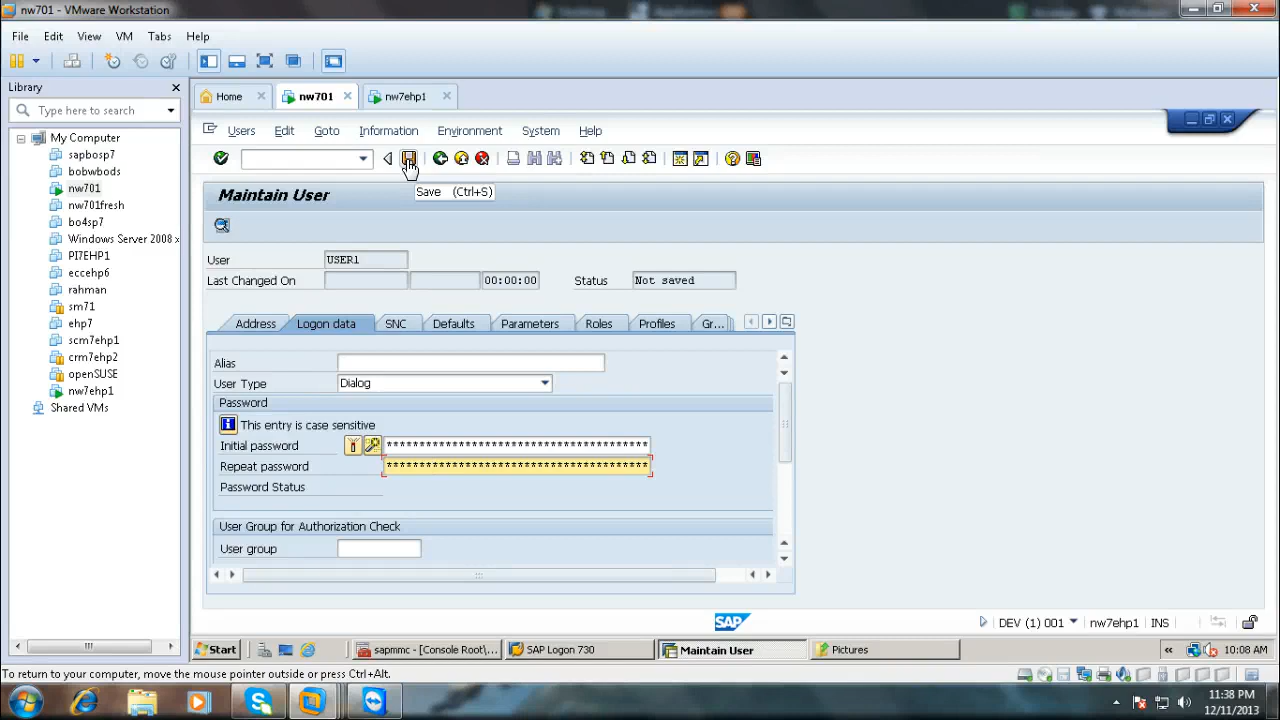 nw701 - VMware Workstation
File Edit View VM Tabs Help
Library
Type here to search
My Computer
sapbosp7
bobwbods
nw701
nw701fresh
bo4sp7
Windows Server 2008 x
PI7EHP1
eccehp6
rahman
sm71
ehp7
scm7ehp1
crm7ehp2
openSUSE
nw7ehp1
Shared VMs
Home nw701 nw7ehp1
Users Edit Goto Information Environment System Help
Save (Ctrl+S)
Maintain User
User USER1
Last Changed On 00:00:00 Status Not saved
Address Logon data SNC Defaults Parameters Roles Profiles Gr...
Alias
User Type Dialog
Password
This entry is case sensitive
Initial password ****************************************
Repeat password ****************************************
Password Status
User Group for Authorization Check
User group
SAP DEV (1) 001 nw7ehp1 INS
Start sapmmc - [Console Root\... SAP Logon 730 Maintain User Pictures « 10:08 AM
To return to your computer, move the mouse pointer outside or press Ctrl+Alt.
11:38 PM
12/11/2013